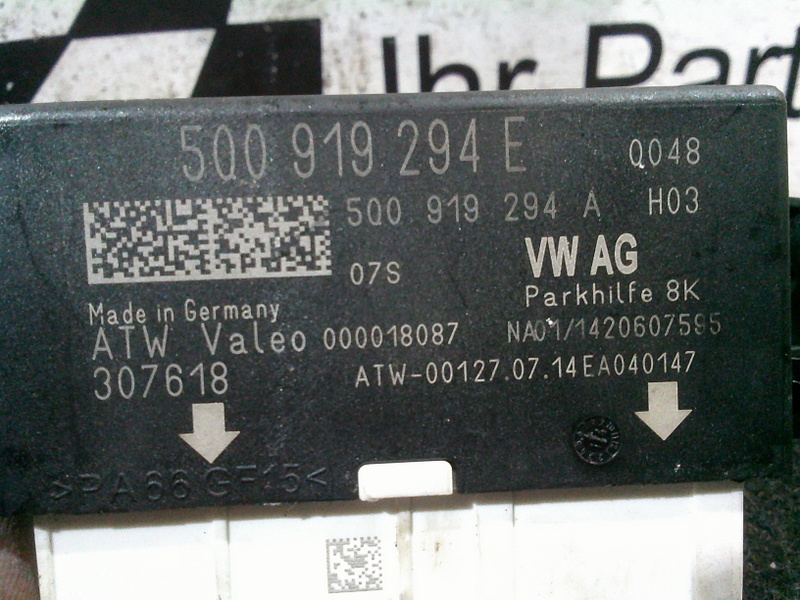 Ihr Part
5Q0 919 294 E Q048
5Q0 919 294 A H03
07S VW AG
Parkhilfe 8K
Made in Germany
ATW Valeo 000018087 NA01/1420607595
307618 ATW-00127.07.14EA040147
>PA66 GF15<